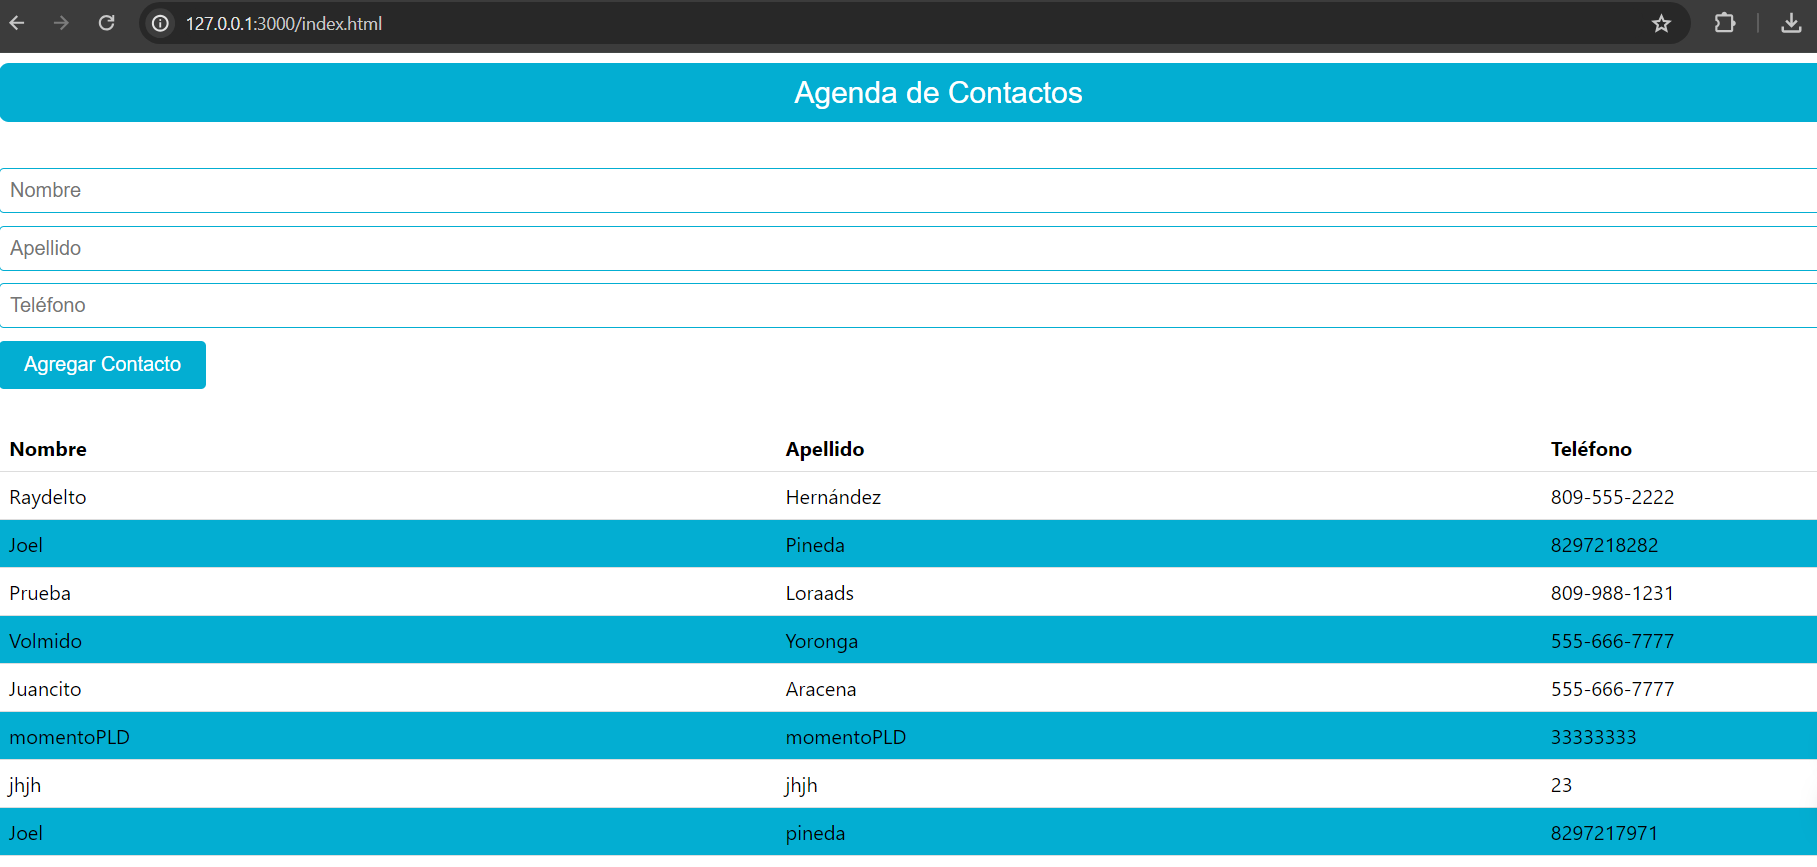 127.0.0.1:3000/index.html
Agenda de Contactos
Nombre
Apellido
Teléfono
Agregar Contacto
Nombre Apellido Teléfono
Raydelto Hernández 809-555-2222
Joel Pineda 8297218282
Prueba Loraads 809-988-1231
Volmido Yoronga 555-666-7777
Juancito Aracena 555-666-7777
momentoPLD momentoPLD 33333333
jhjh jhjh 23
Joel pineda 8297217971